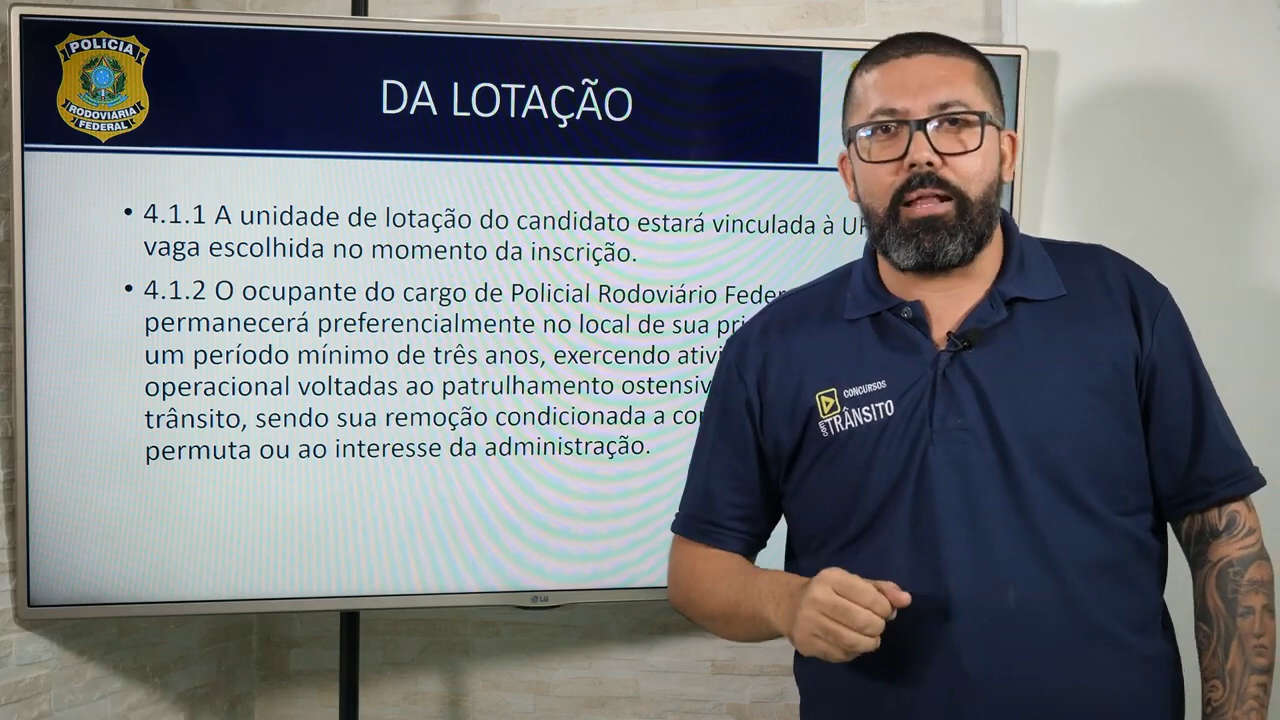 POLÍCIA
RODOVIÁRIA
FEDERAL
DA LOTAÇÃO
• 4.1.1 A unidade de lotação do candidato estará vinculada à
vaga escolhida no momento da inscrição.
• 4.1.2 O ocupante do cargo de Policial Rodoviário
permanecerá preferencialmente no local de sua
um período mínimo de três anos, exercendo
operacional voltadas ao patrulhamento
trânsito, sendo sua remoção condicionada a
permuta ou ao interesse da administração.
LG
CONCURSOS
com TRÂNSITO